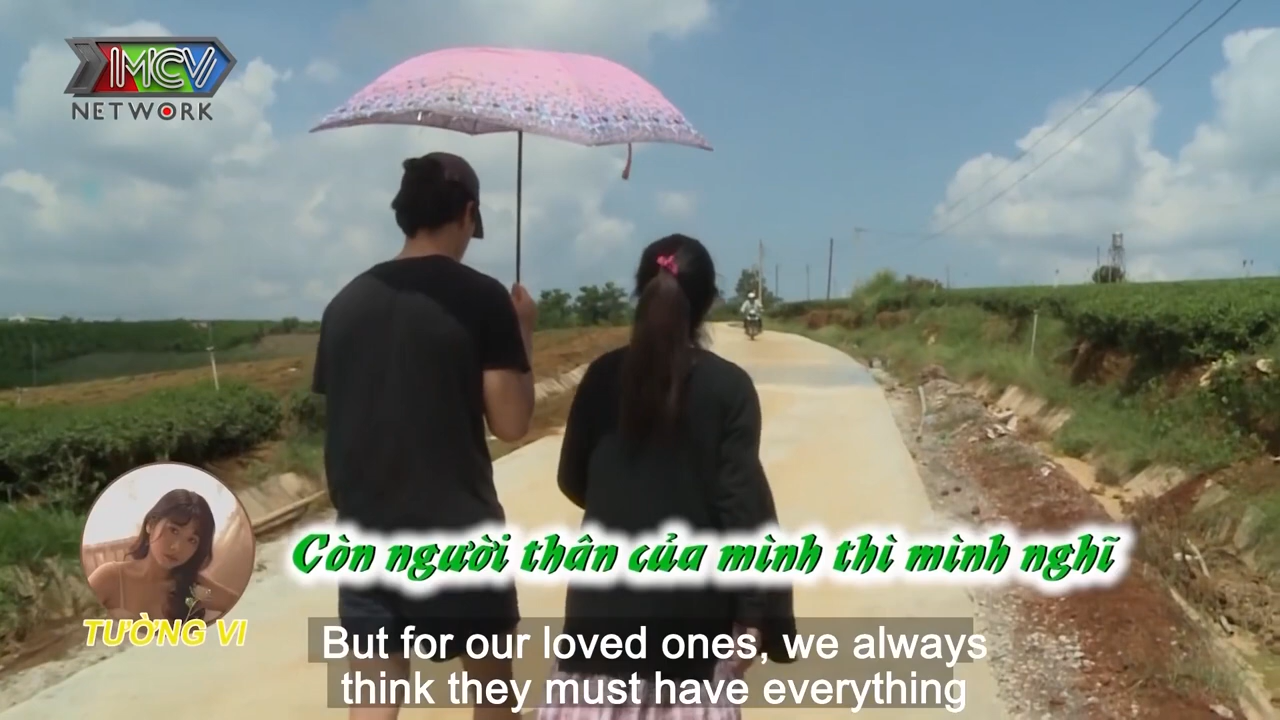 MCV
NETWORK
Còn người thân của mình thì mình nghĩ
TƯỜNG VI
But for our loved ones, we always
think they must have everything